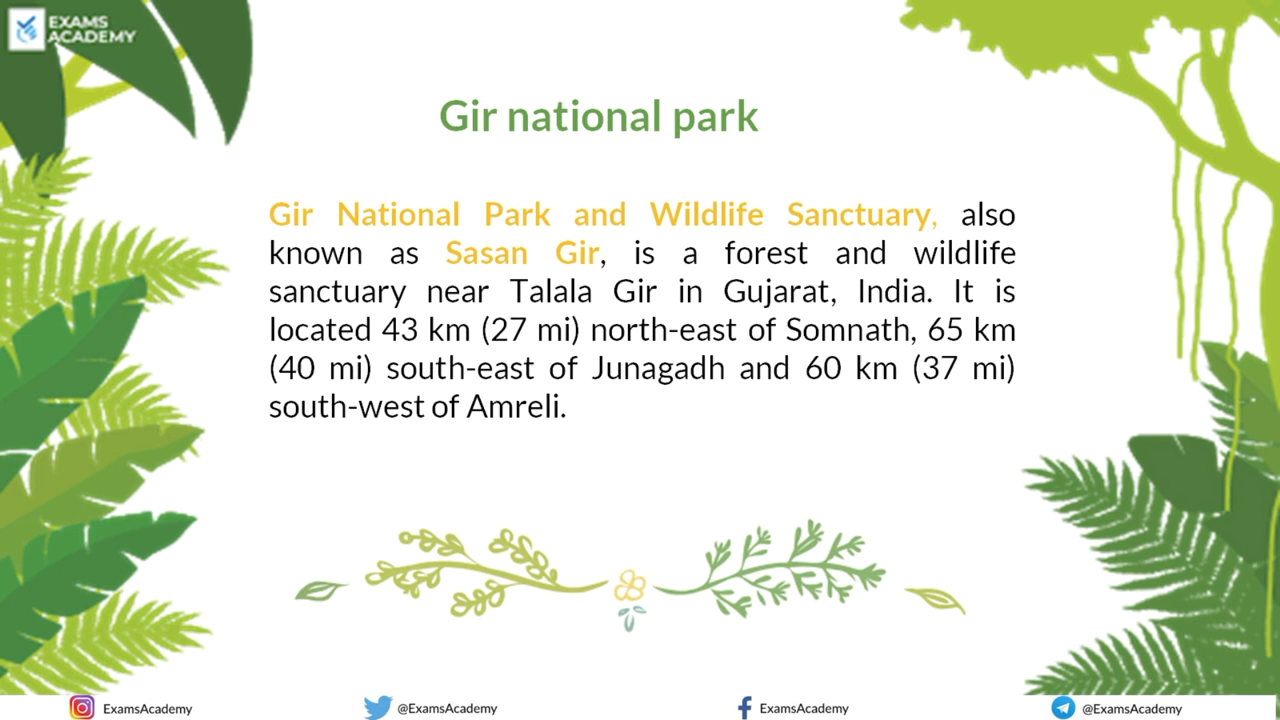 EXAMS
ACADEMY
Gir national park
Gir National Park and Wildlife Sanctuary, also
known as Sasan Gir, is a forest and wildlife
sanctuary near Talala Gir in Gujarat, India. It is
located 43 km (27 mi) north-east of Somnath, 65 km
(40 mi) south-east of Junagadh and 60 km (37 mi)
south-west of Amreli.
ExamsAcademy
@ExamsAcademy
ExamsAcademy
@ExamsAcademy